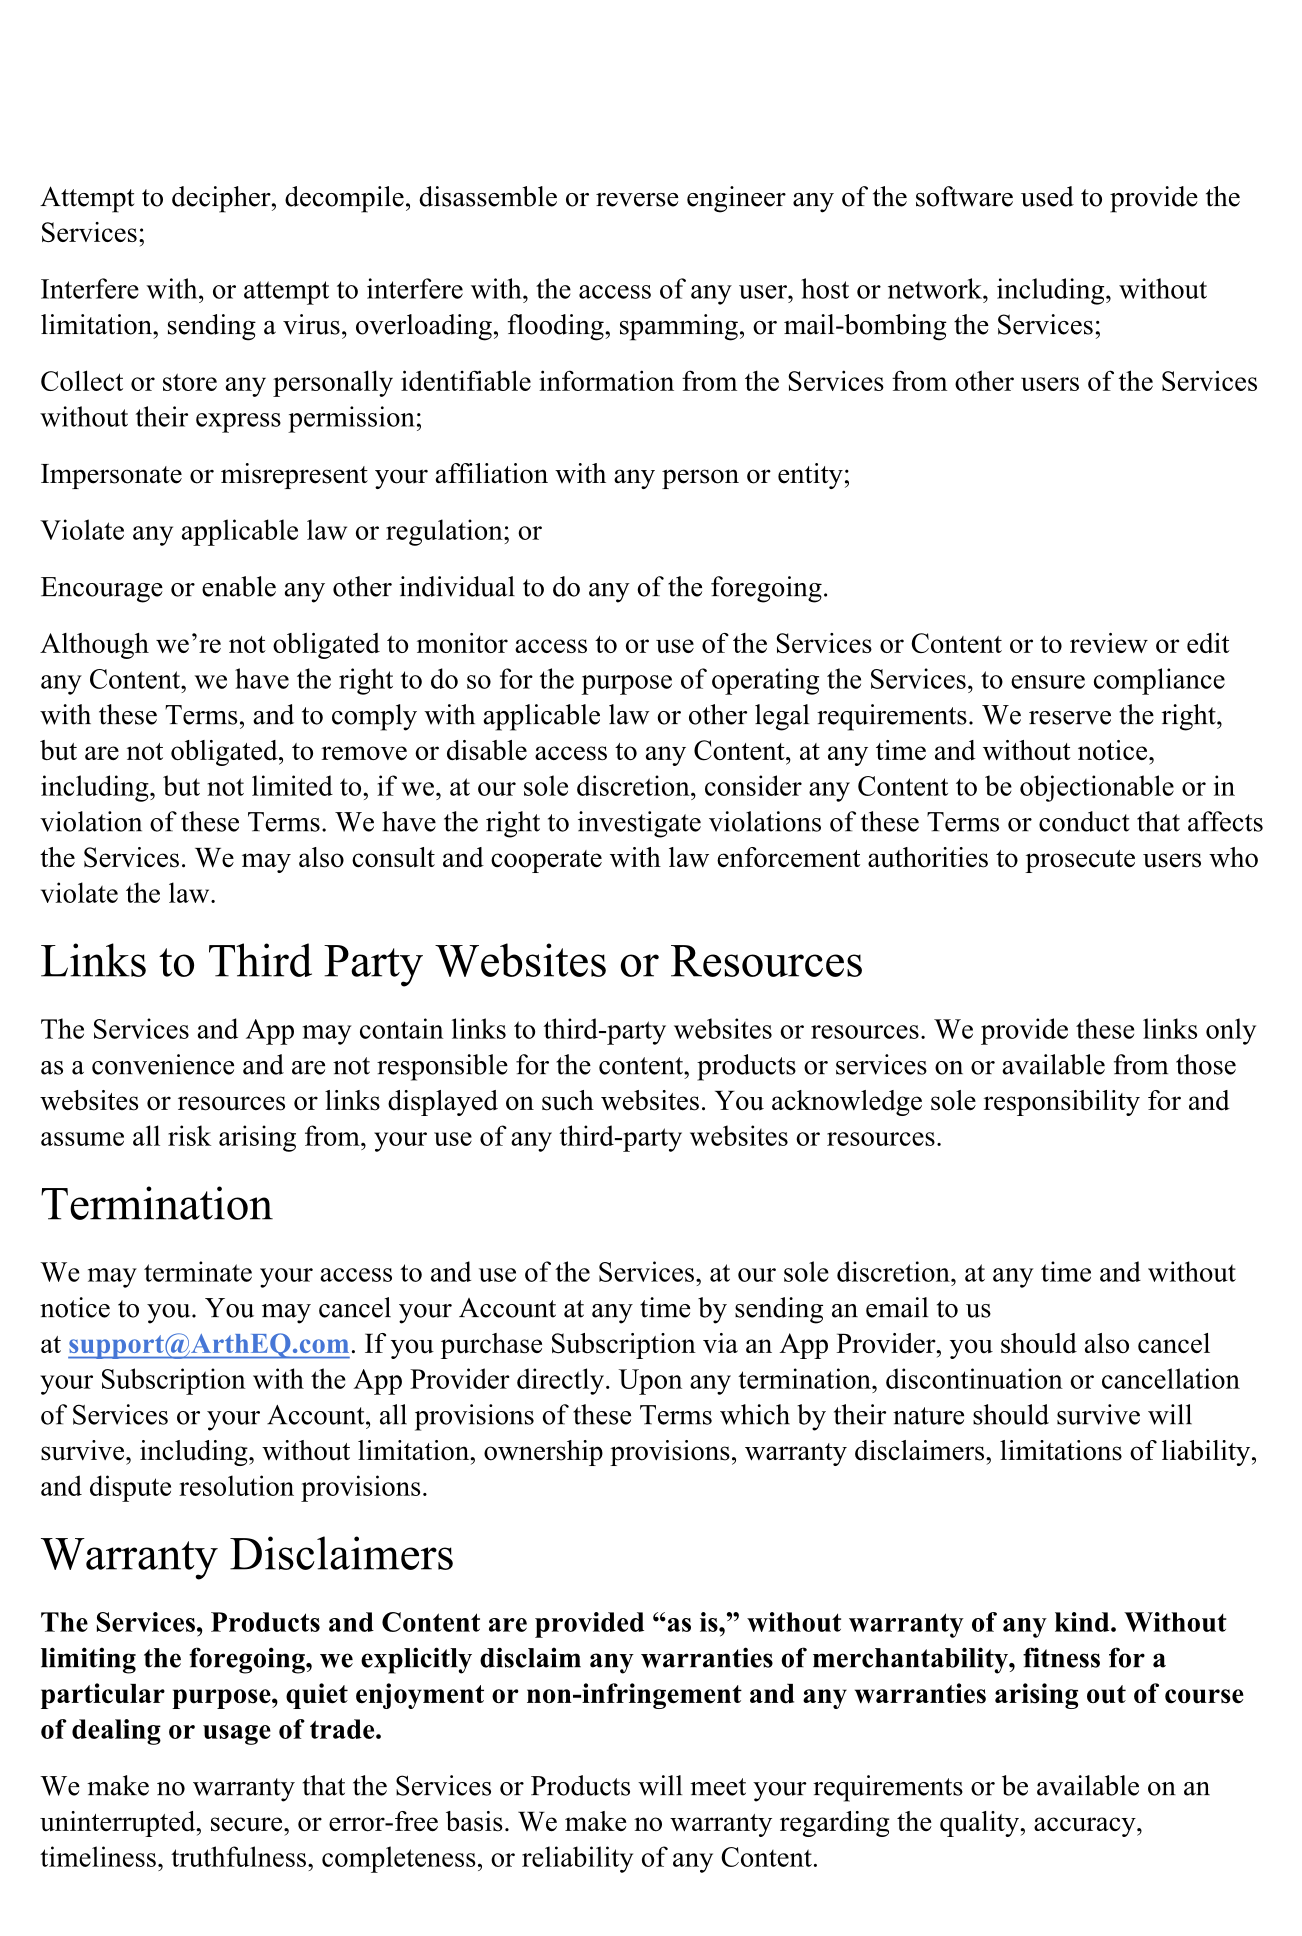 Attempt to decipher, decompile, disassemble or reverse engineer any of the software used to provide the
Services;
Interfere with, or attempt to interfere with, the access of any user, host or network, including, without
limitation, sending a virus, overloading, flooding, spamming, or mail-bombing the Services;
Collect or store any personally identifiable information from the Services from other users of the Services
without their express permission;
Impersonate or misrepresent your affiliation with any person or entity;
Violate any applicable law or regulation; or
Encourage or enable any other individual to do any of the foregoing.
Although we’re not obligated to monitor access to or use of the Services or Content or to review or edit
any Content, we have the right to do so for the purpose of operating the Services, to ensure compliance
with these Terms, and to comply with applicable law or other legal requirements. We reserve the right,
but are not obligated, to remove or disable access to any Content, at any time and without notice,
including, but not limited to, if we, at our sole discretion, consider any Content to be objectionable or in
violation of these Terms. We have the right to investigate violations of these Terms or conduct that affects
the Services. We may also consult and cooperate with law enforcement authorities to prosecute users who
violate the law.
Links to Third Party Websites or Resources
The Services and App may contain links to third-party websites or resources. We provide these links only
as a convenience and are not responsible for the content, products or services on or available from those
websites or resources or links displayed on such websites. You acknowledge sole responsibility for and
assume all risk arising from, your use of any third-party websites or resources.
Termination
We may terminate your access to and use of the Services, at our sole discretion, at any time and without
notice to you. You may cancel your Account at any time by sending an email to us
at support@ArthEQ.com. If you purchase Subscription via an App Provider, you should also cancel
your Subscription with the App Provider directly. Upon any termination, discontinuation or cancellation
of Services or your Account, all provisions of these Terms which by their nature should survive will
survive, including, without limitation, ownership provisions, warranty disclaimers, limitations of liability,
and dispute resolution provisions.
Warranty Disclaimers
The Services, Products and Content are provided “as is,” without warranty of any kind. Without
limiting the foregoing, we explicitly disclaim any warranties of merchantability, fitness for a
particular purpose, quiet enjoyment or non-infringement and any warranties arising out of course
of dealing or usage of trade.
We make no warranty that the Services or Products will meet your requirements or be available on an
uninterrupted, secure, or error-free basis. We make no warranty regarding the quality, accuracy,
timeliness, truthfulness, completeness, or reliability of any Content.